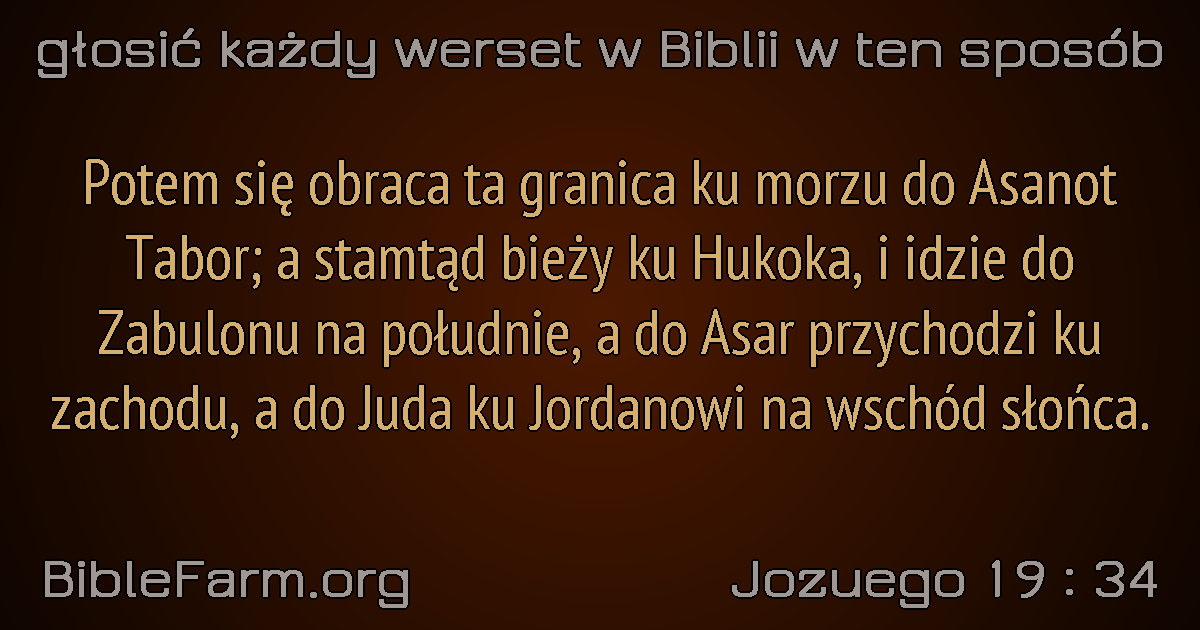 głosić każdy werset w Biblii w ten sposób
Potem się obraca ta granica ku morzu do Asanot
Tabor; a stamtąd bieży ku Hukoka, i idzie do
Zabulonu na południe, a do Asar przychodzi ku
zachodu, a do Juda ku Jordanowi na wschód słońca.
BibleFarm.org
Jozuego 19 : 34